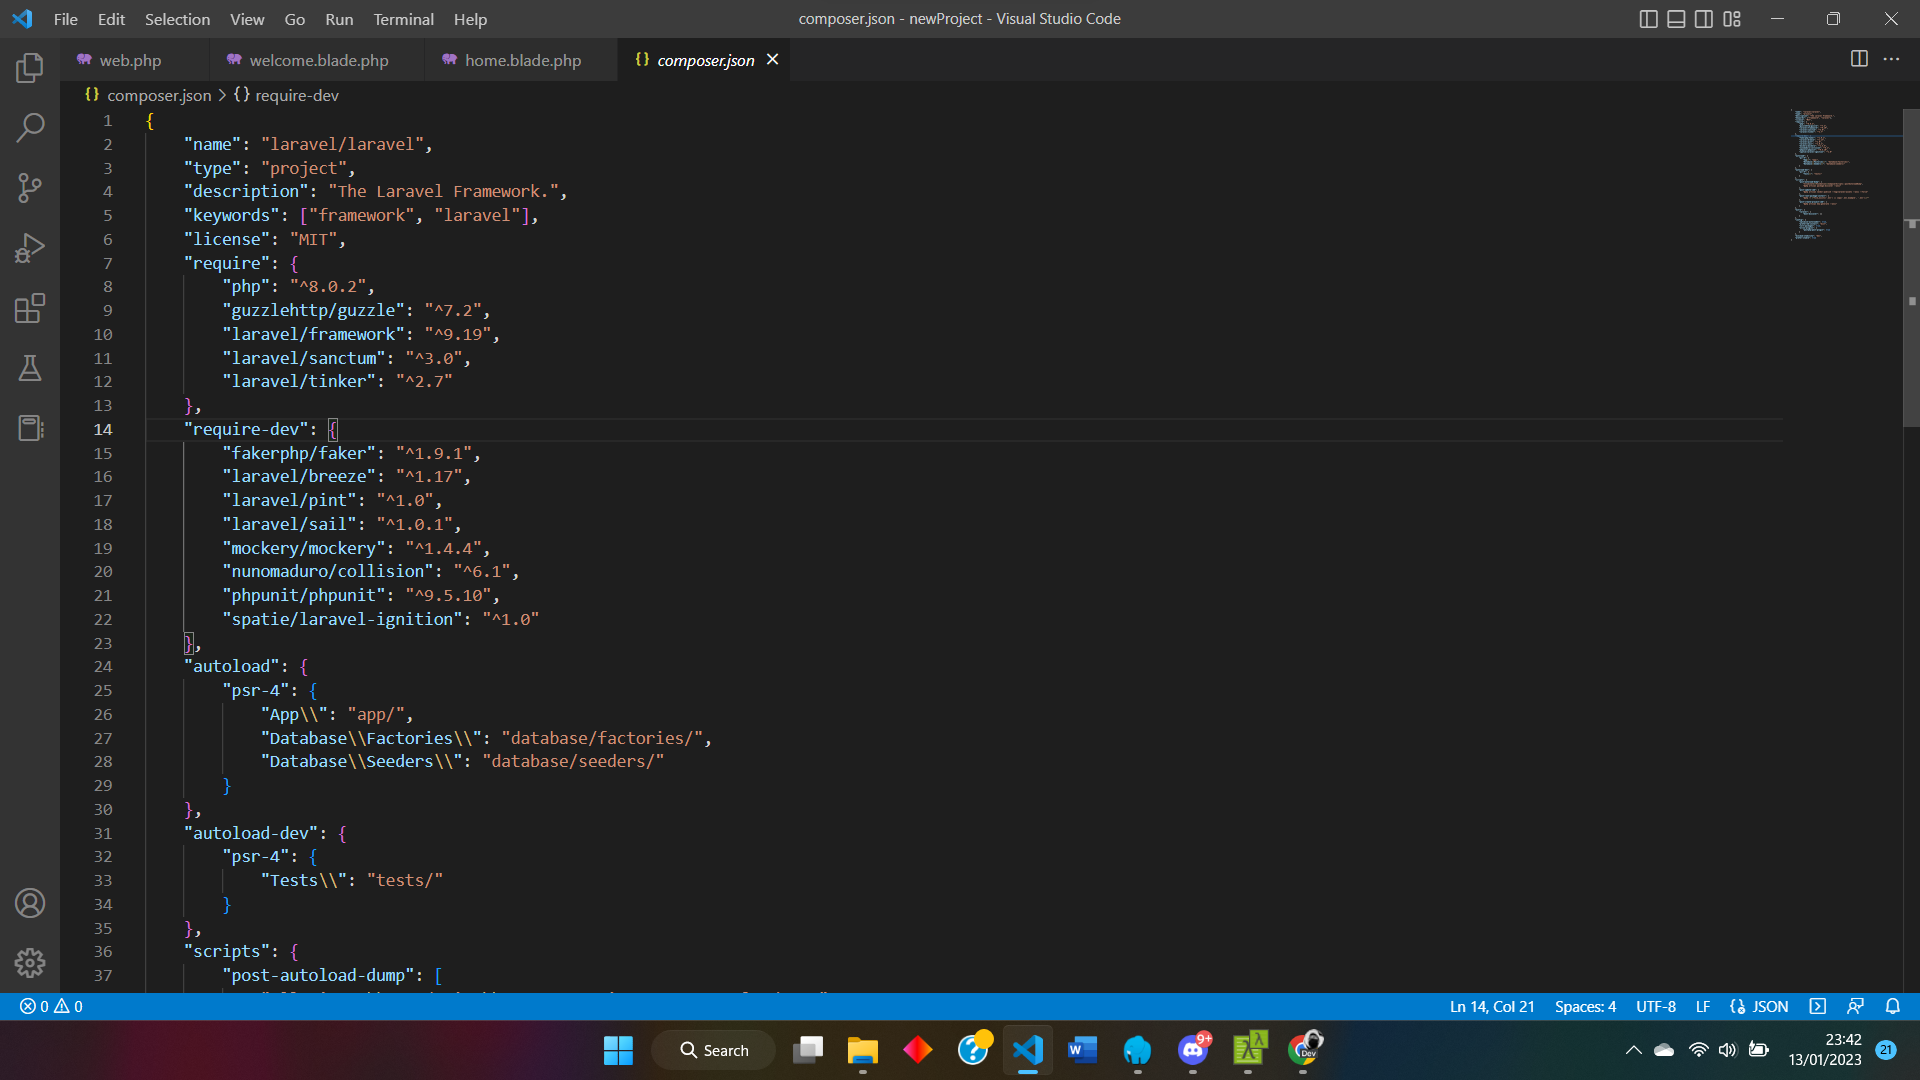 File Edit Selection View Go Run Terminal Help
composer.json - newProject - Visual Studio Code
web.php welcome.blade.php home.blade.php {} composer.json
{} composer.json > {} require-dev
1 {
2 "name": "laravel/laravel",
3 "type": "project",
4 "description": "The Laravel Framework.",
5 "keywords": ["framework", "laravel"],
6 "license": "MIT",
7 "require": {
8 "php": "^8.0.2",
9 "guzzlehttp/guzzle": "^7.2",
10 "laravel/framework": "^9.19",
11 "laravel/sanctum": "^3.0",
12 "laravel/tinker": "^2.7"
13 },
14 "require-dev": {
15 "fakerphp/faker": "^1.9.1",
16 "laravel/breeze": "^1.17",
17 "laravel/pint": "^1.0",
18 "laravel/sail": "^1.0.1",
19 "mockery/mockery": "^1.4.4",
20 "nunomaduro/collision": "^6.1",
21 "phpunit/phpunit": "^9.5.10",
22 "spatie/laravel-ignition": "^1.0"
23 },
24 "autoload": {
25 "psr-4": {
26 "App\\": "app/",
27 "Database\\Factories\\": "database/factories/",
28 "Database\\Seeders\\": "database/seeders/"
29 }
30 },
31 "autoload-dev": {
32 "psr-4": {
33 "Tests\\": "tests/"
34 }
35 },
36 "scripts": {
37 "post-autoload-dump": [
0 0
Ln 14, Col 21 Spaces: 4 UTF-8 LF {} JSON
Search
W
9+
Dev
23:42
13/01/2023
21